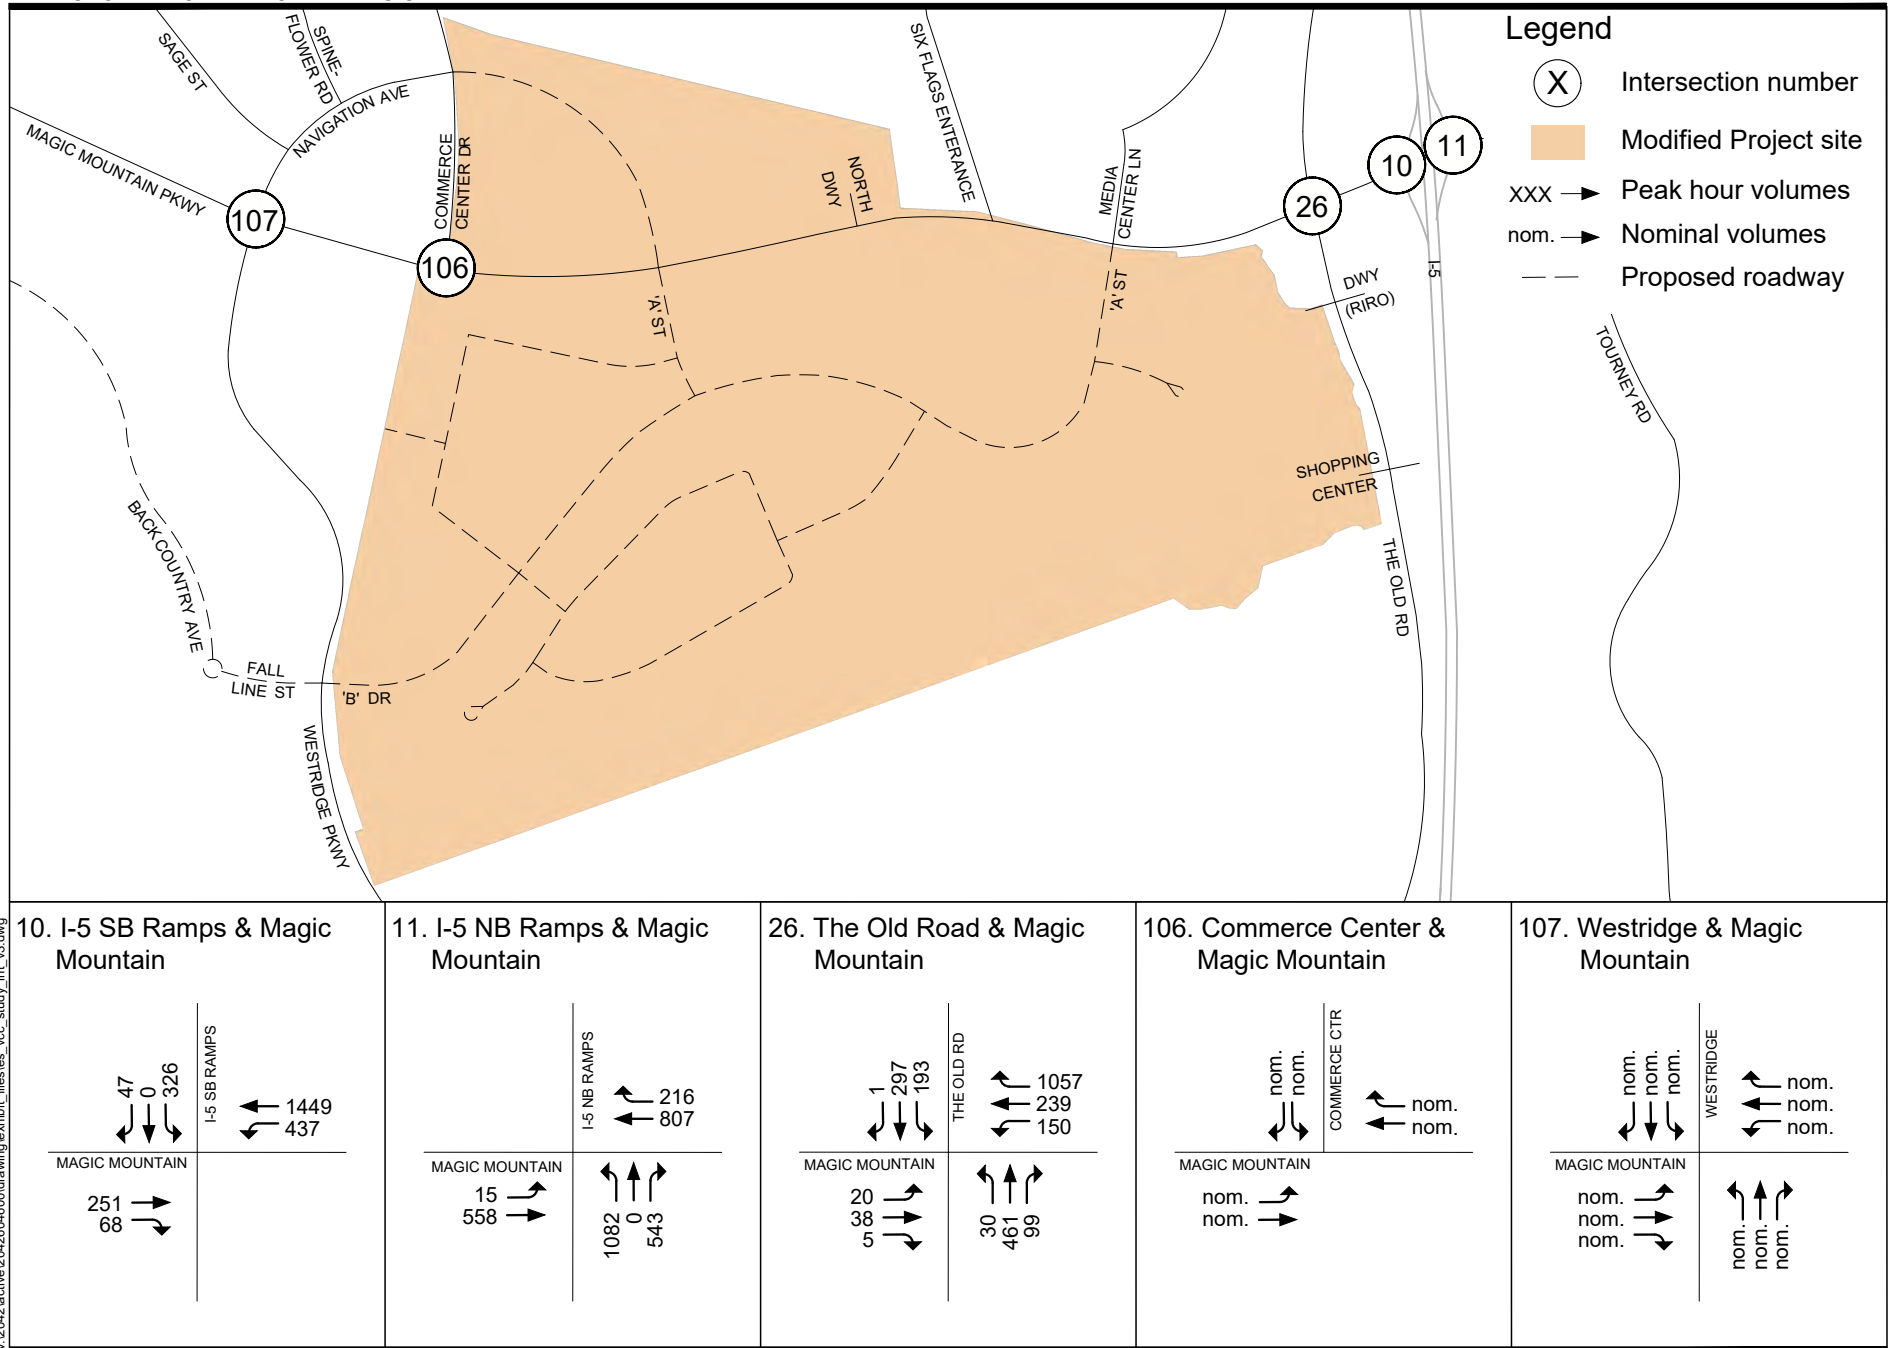 Legend
X Intersection number
Modified Project site
XXX Peak hour volumes
nom. Nominal volumes
Proposed roadway
SAGE ST
SPINE-
FLOWER RD
NAVIGATION AVE
MAGIC MOUNTAIN PKWY
COMMERCE
CENTER DR
107
106
NORTH
DWY
SIX FLAGS ENTERANCE
MEDIA
CENTER LN
26
10
11
I-5
'A' ST
'A' ST
DWY
(RIRO)
TOURNEY RD
SHOPPING
CENTER
THE OLD RD
BACKCOUNTRY AVE
FALL
LINE ST
'B' DR
WESTRIDGE PKWY
10. I-5 SB Ramps & Magic
Mountain
47
0
326
I-5 SB RAMPS
1449
437
MAGIC MOUNTAIN
251
68
11. I-5 NB Ramps & Magic
Mountain
I-5 NB RAMPS
216
807
MAGIC MOUNTAIN
15
558
1082
0
543
26. The Old Road & Magic
Mountain
1
297
193
THE OLD RD
1057
239
150
MAGIC MOUNTAIN
20
38
5
30
461
99
106. Commerce Center &
Magic Mountain
nom.
nom.
COMMERCE CTR
nom.
nom.
MAGIC MOUNTAIN
nom.
nom.
107. Westridge & Magic
Mountain
nom.
nom.
nom.
WESTRIDGE
nom.
nom.
nom.
MAGIC MOUNTAIN
nom.
nom.
nom.
nom.
nom.
nom.